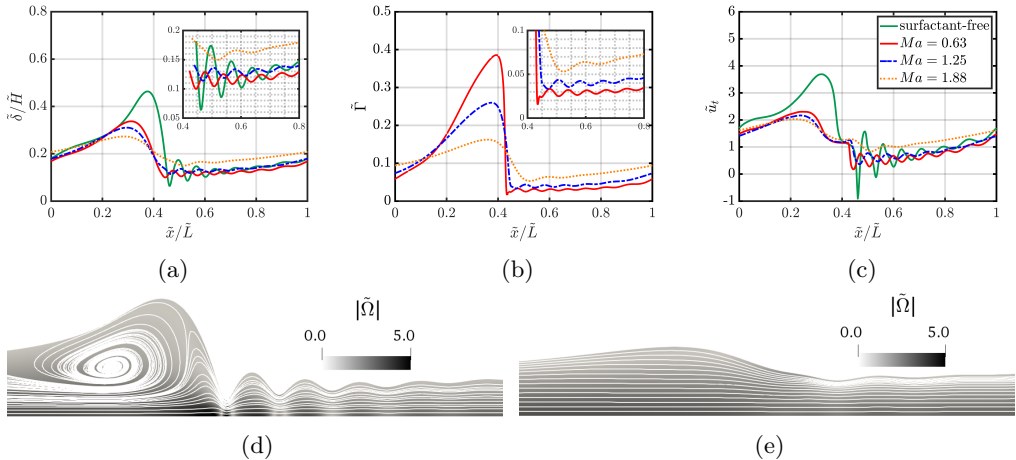 0.8
0.6
0.4
0.2
0
δ̃/H̃
0.2
0.15
0.1
0.05
0.4 0.6 0.8
0 0.2 0.4 0.6 0.8 1
x̃/L̃
(a)
0.5
0.4
0.3
0.2
0.1
0
Γ̃
0.1
0.05
0
0.4 0.6 0.8
0 0.2 0.4 0.6 0.8 1
x̃/L̃
(b)
6
5
4
3
2
1
0
-1
ũt
surfactant-free
Ma = 0.63
Ma = 1.25
Ma = 1.88
0 0.2 0.4 0.6 0.8 1
x̃/L̃
(c)
|Ω̃|
0.0 5.0
(d)
|Ω̃|
0.0 5.0
(e)